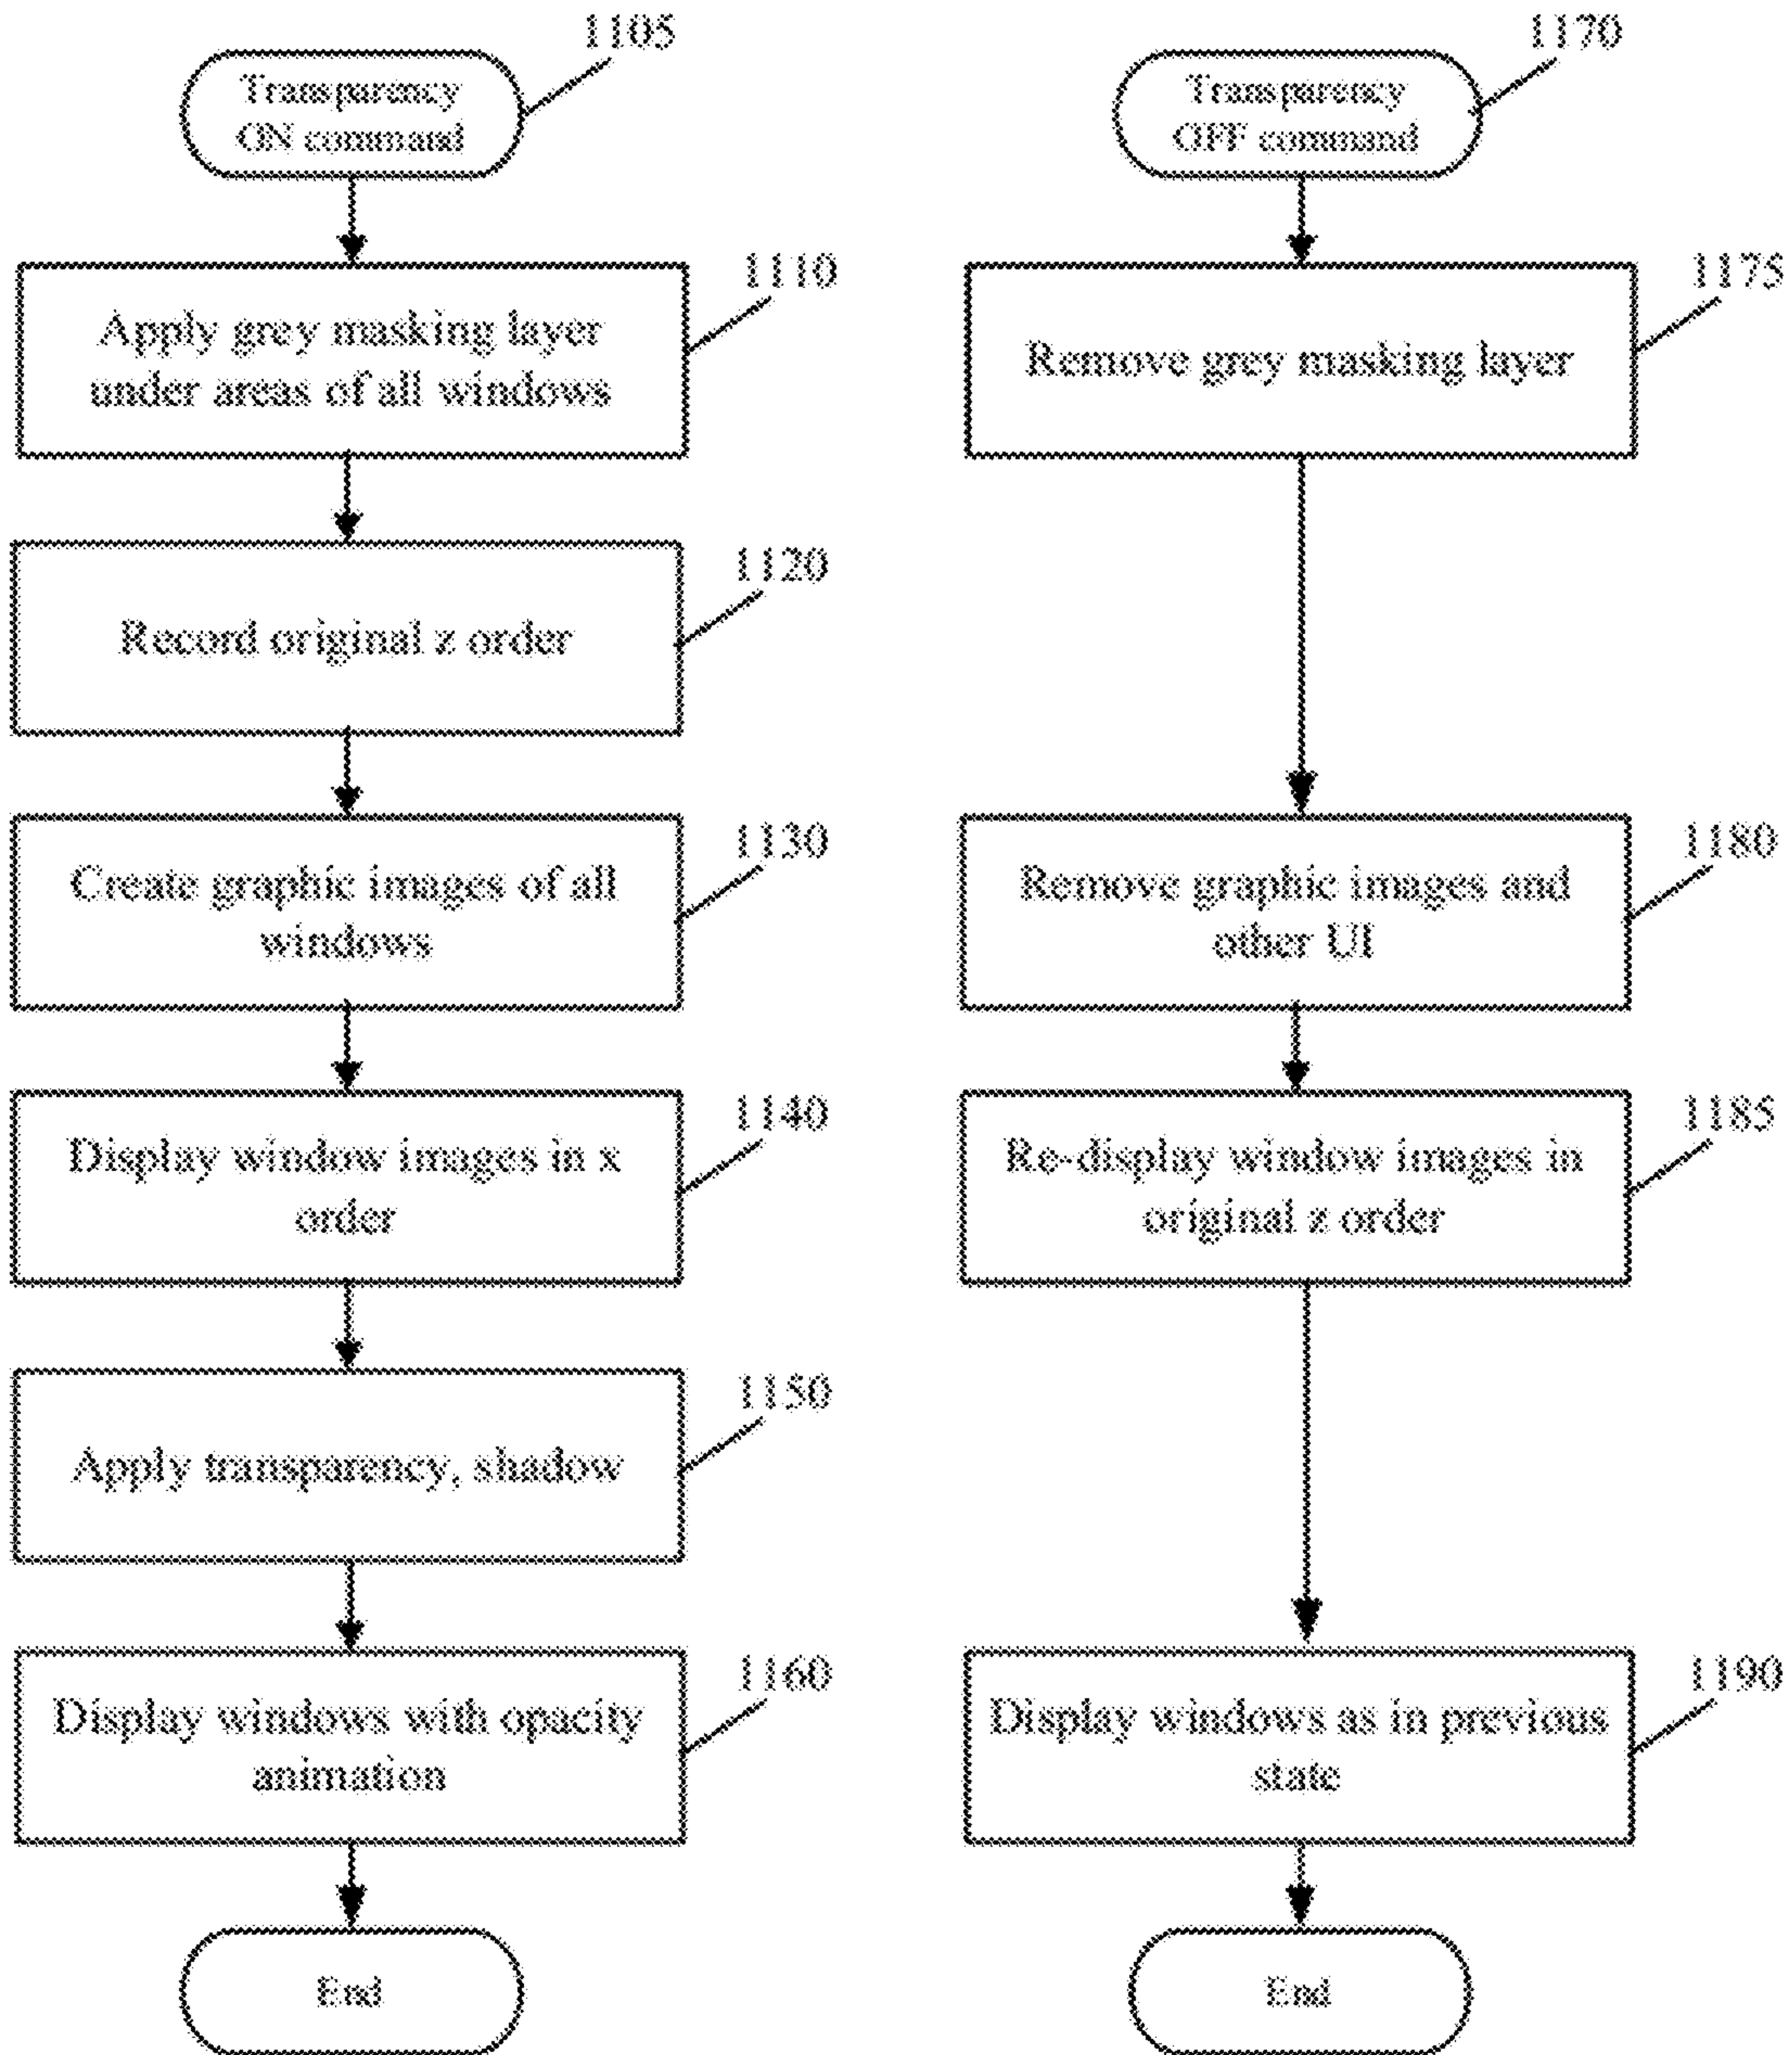 1105
Transparency
ON command
1110
Apply grey masking layer
under areas of all windows
1120
Record original z order
1130
Create graphic images of all
windows
1140
Display window images in x
order
1150
Apply transparency, shadow
1160
Display windows with opacity
animation
End
1170
Transparency
OFF command
1175
Remove grey masking layer
1180
Remove graphic images and
other UI
1185
Re-display window images in
original z order
1190
Display windows as in previous
state
End